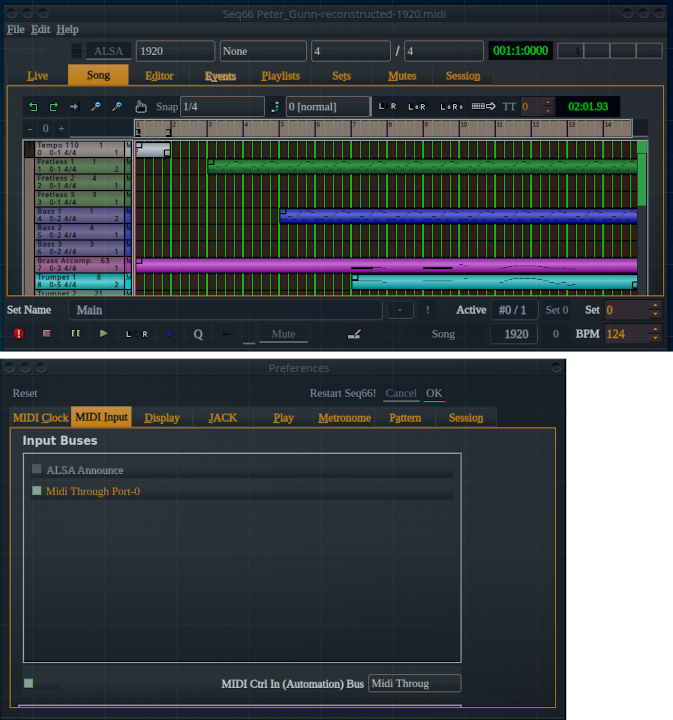 Seq66 Peter_Gunn-reconstructed-1920.midi
File Edit Help
ALSA 1920 None 4 / 4 001:1:0000 1
Live Song Editor Events Playlists Sets Mutes Session
Snap 1/4 0 [normal] L R L R L R TT 0 02:01.93
- 0 +
2 3 4 5 6 7 8 9 10 11 12 13 14
Tempo 110 1 M
0 0-1 4/4 1
Fretless 1 1 M
1 0-1 4/4 2
Fretless 2 4 M
2 0-1 4/4 1
Fretless 3 3 M
3 0-1 4/4 1
Bass 1 1 M
4 0-2 4/4 2
Bass 2 4 M
5 0-2 4/4 1
Bass 3 3 M
6 0-2 4/4 1
Brass Accomp. 63 M
7 0-3 4/4 1
Trumpet 1 8 M
8 0-5 4/4 2
Trumpet 2
Set Name Main - ! Active #0 / 1 Set 0 Set 0
L R Q Mute Song 1920 0 BPM 124
Preferences
Reset Restart Seq66! Cancel OK
MIDI Clock MIDI Input Display JACK Play Metronome Pattern Session
Input Buses
ALSA Announce
Midi Through Port-0
MIDI Ctrl In (Automation) Bus Midi Throug